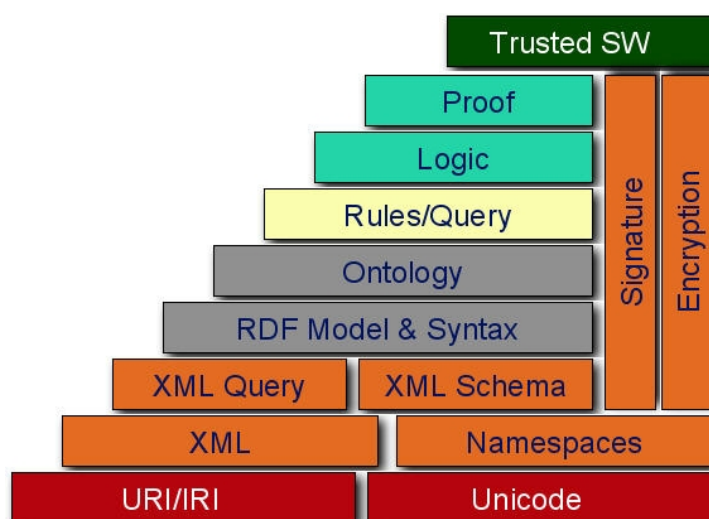 Trusted SW
Proof
Logic
Rules/Query
Ontology
RDF Model & Syntax
XML Query
XML Schema
Signature
Encryption
XML
Namespaces
URI/IRI
Unicode